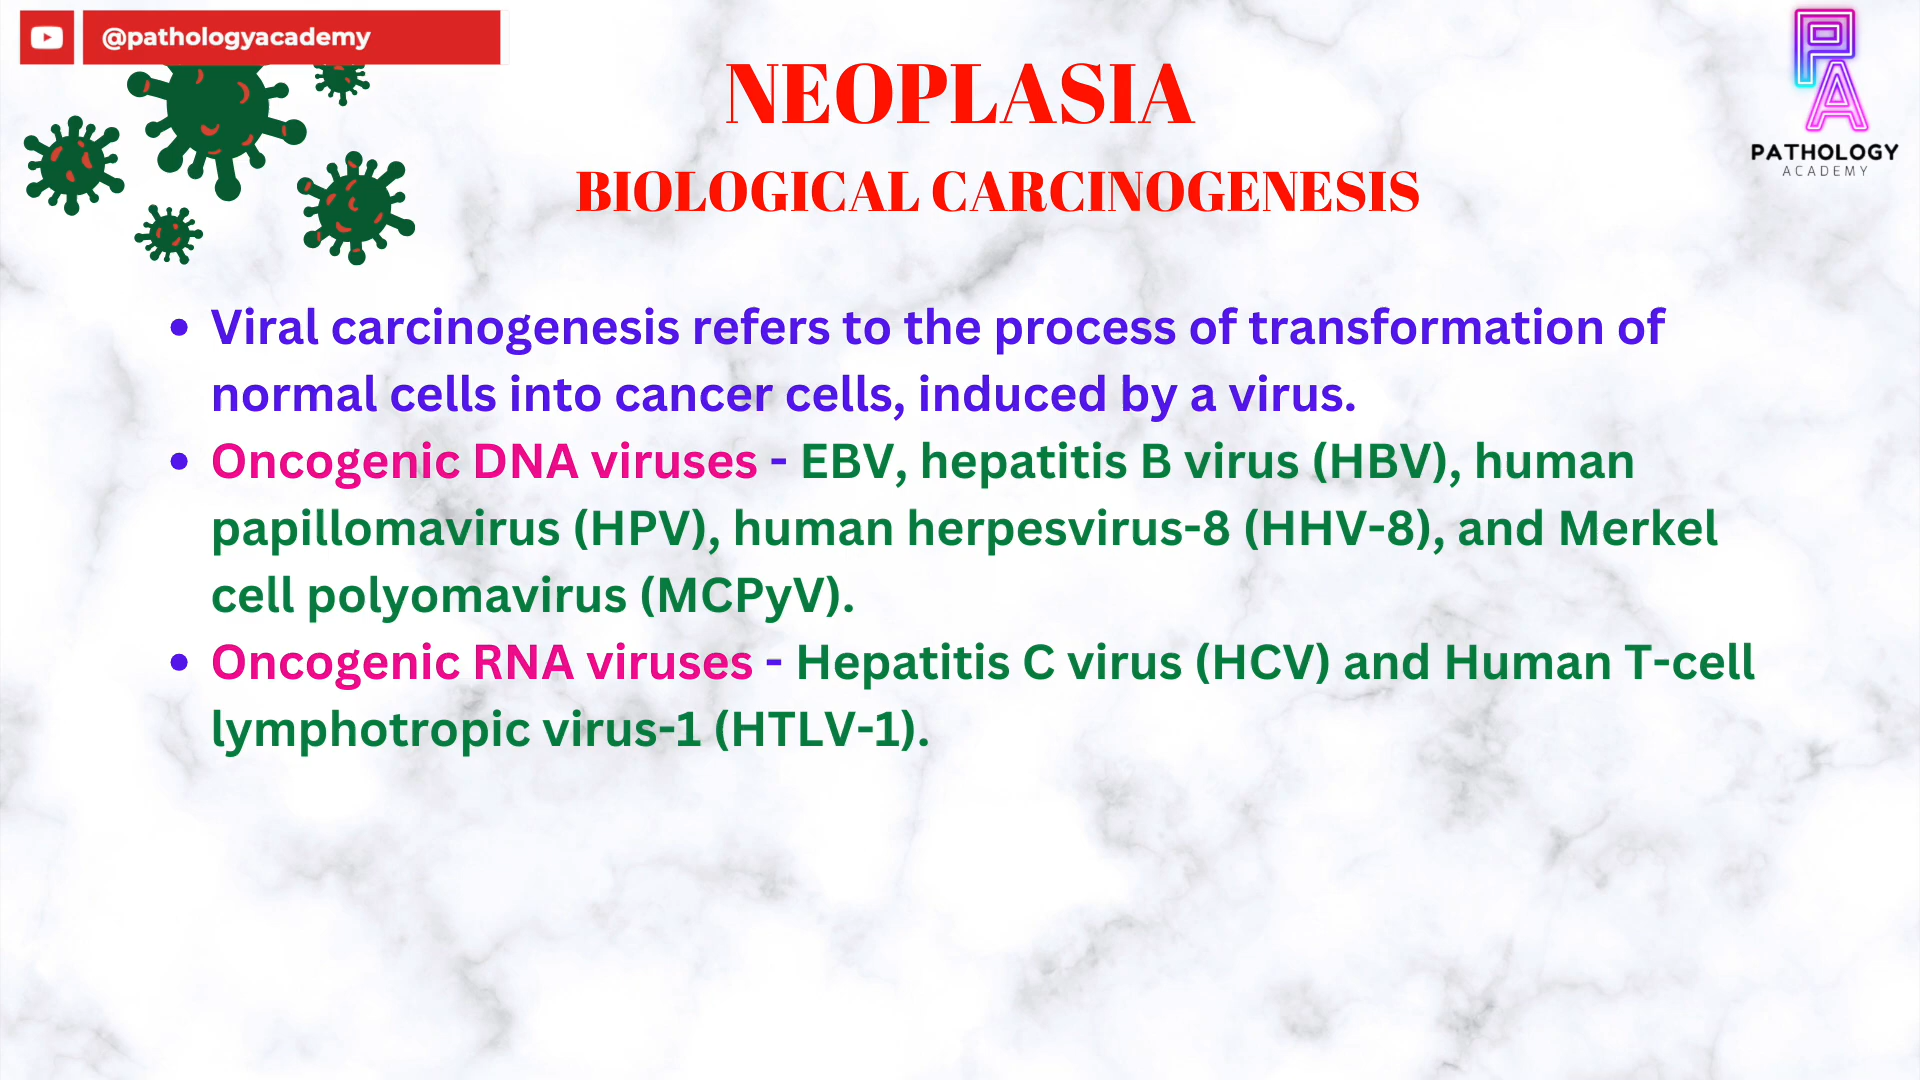 @pathologyacademy
NEOPLASIA
BIOLOGICAL CARCINOGENESIS
PA
PATHOLOGY
ACADEMY
• Viral carcinogenesis refers to the process of transformation of
normal cells into cancer cells, induced by a virus.
• Oncogenic DNA viruses - EBV, hepatitis B virus (HBV), human
papillomavirus (HPV), human herpesvirus-8 (HHV-8), and Merkel
cell polyomavirus (MCPyV).
• Oncogenic RNA viruses - Hepatitis C virus (HCV) and Human T-cell
lymphotropic virus-1 (HTLV-1).